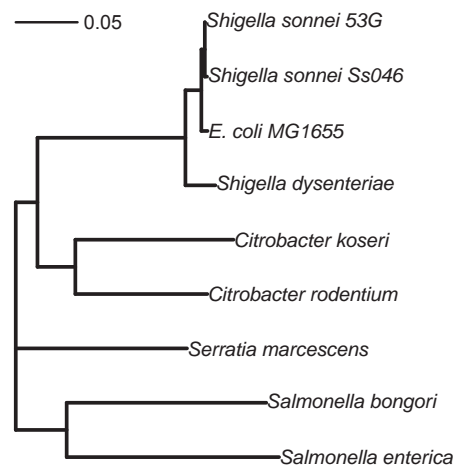 0.05
Shigella sonnei 53G
Shigella sonnei Ss046
E. coli MG1655
Shigella dysenteriae
Citrobacter koseri
Citrobacter rodentium
Serratia marcescens
Salmonella bongori
Salmonella enterica